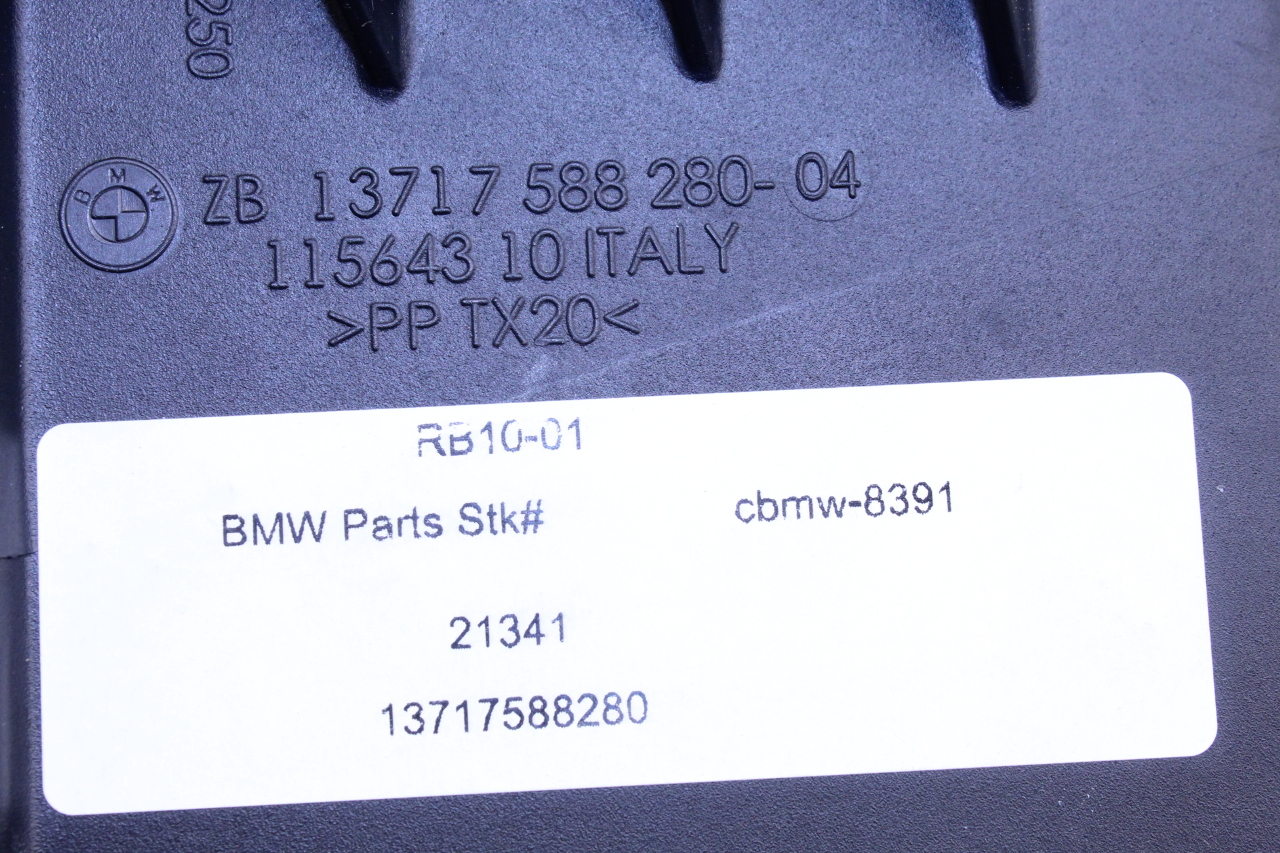 250
BMW
ZB 13717 588 280-04
115643 10 ITALY
>PP TX20<
RB10-01
BMW Parts Stk# cbmw-8391
21341
13717588280